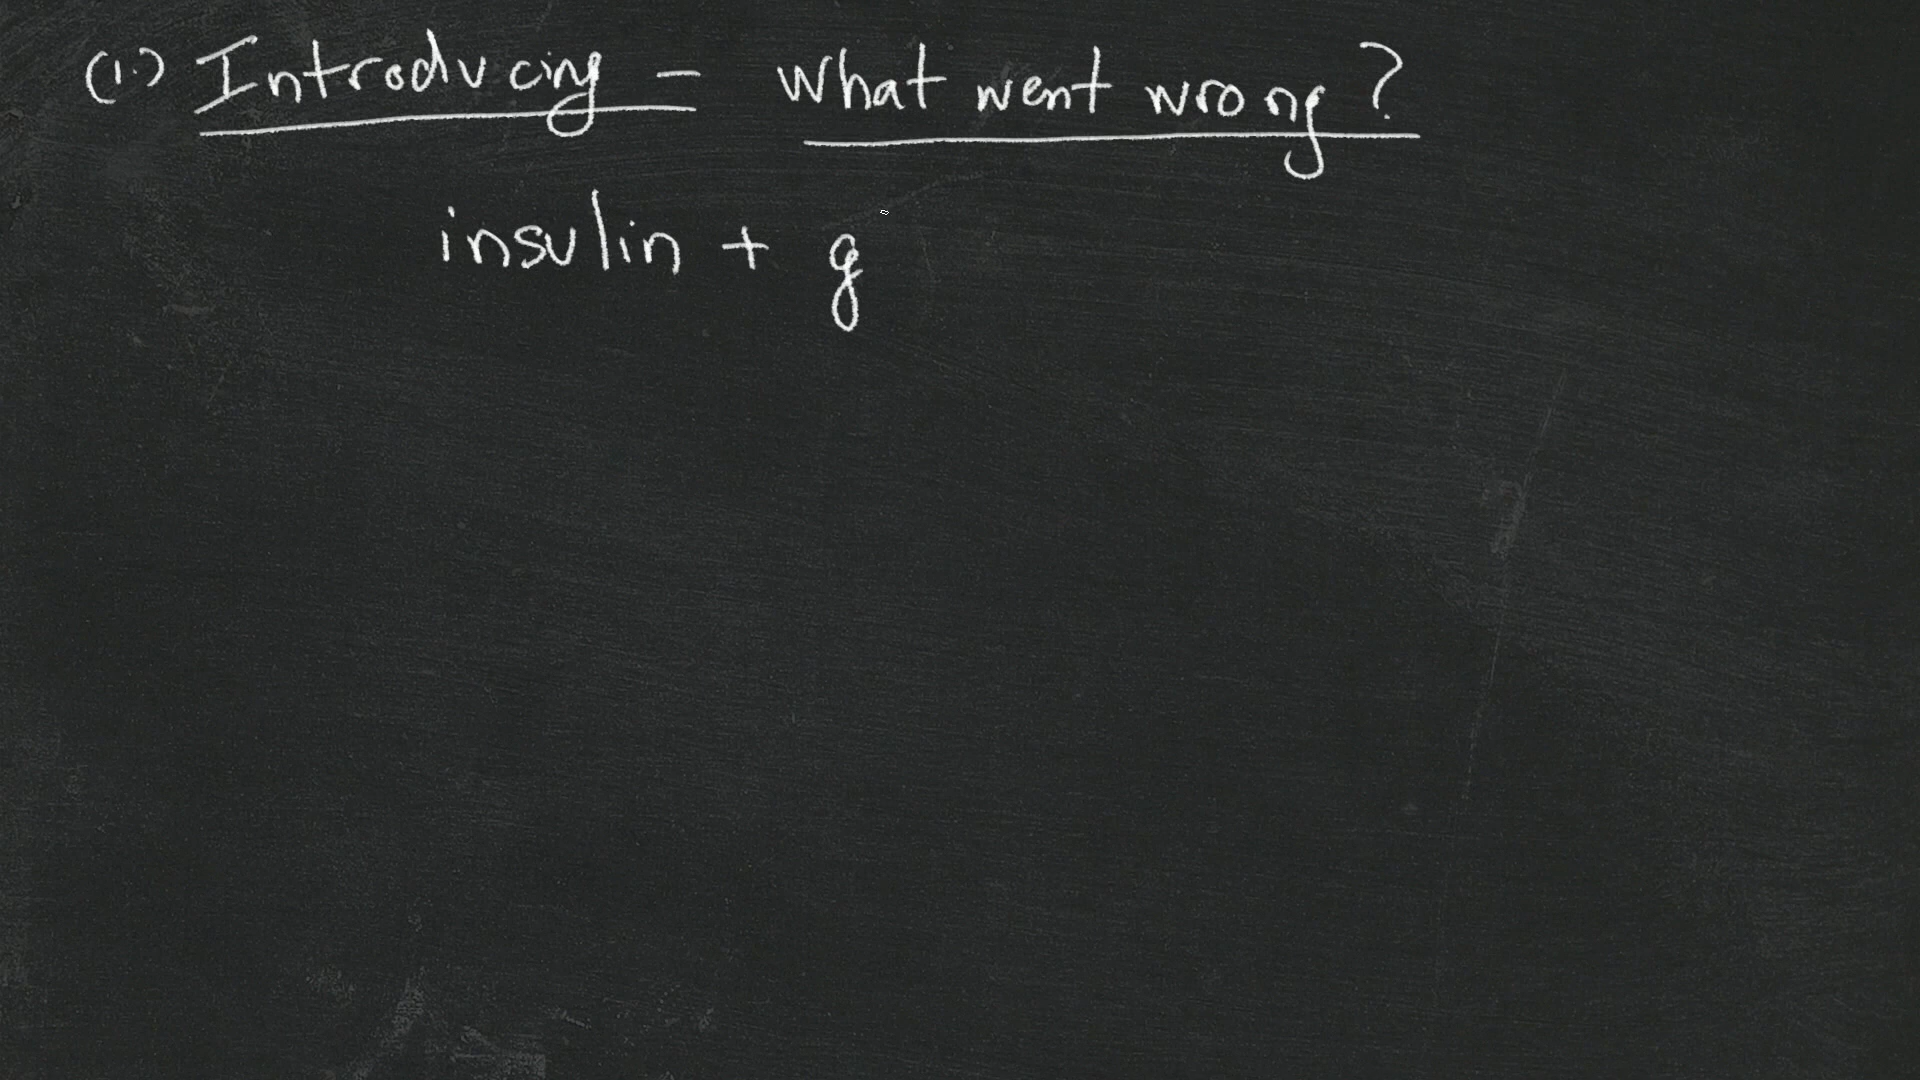 (1.) Introducing - What went wrong?
insulin + g